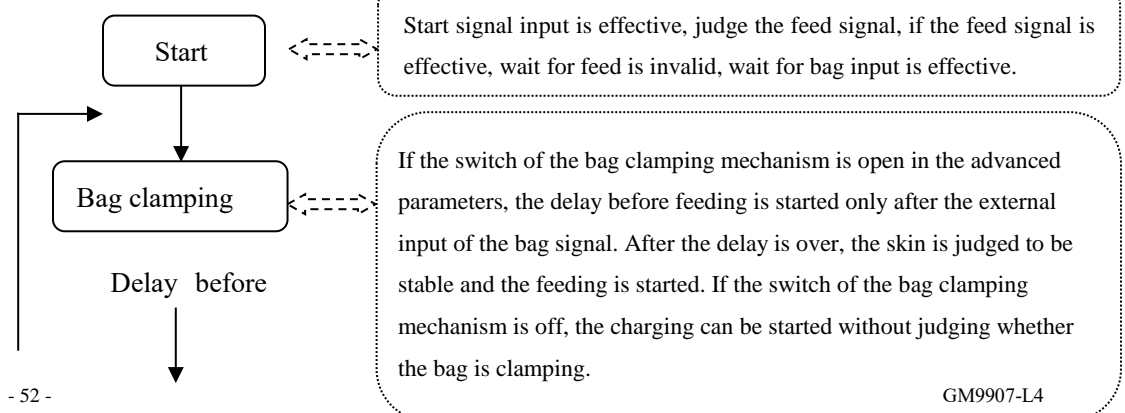 Start
Start signal input is effective, judge the feed signal, if the feed signal is
effective, wait for feed is invalid, wait for bag input is effective.
Bag clamping
If the switch of the bag clamping mechanism is open in the advanced
parameters, the delay before feeding is started only after the external
input of the bag signal. After the delay is over, the skin is judged to be
stable and the feeding is started. If the switch of the bag clamping
mechanism is off, the charging can be started without judging whether
the bag is clamping.
Delay before
- 52 -
GM9907-L4